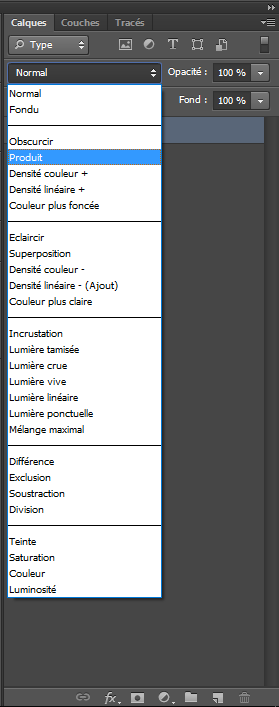 Calques Couches Tracés
Type
Normal Opacité : 100 %
Fond : 100 %
Normal
Fondu
Obscurcir
Produit
Densité couleur +
Densité linéaire +
Couleur plus foncée
Eclaircir
Superposition
Densité couleur -
Densité linéaire - (Ajout)
Couleur plus claire
Incrustation
Lumière tamisée
Lumière crue
Lumière vive
Lumière linéaire
Lumière ponctuelle
Mélange maximal
Différence
Exclusion
Soustraction
Division
Teinte
Saturation
Couleur
Luminosité
fx